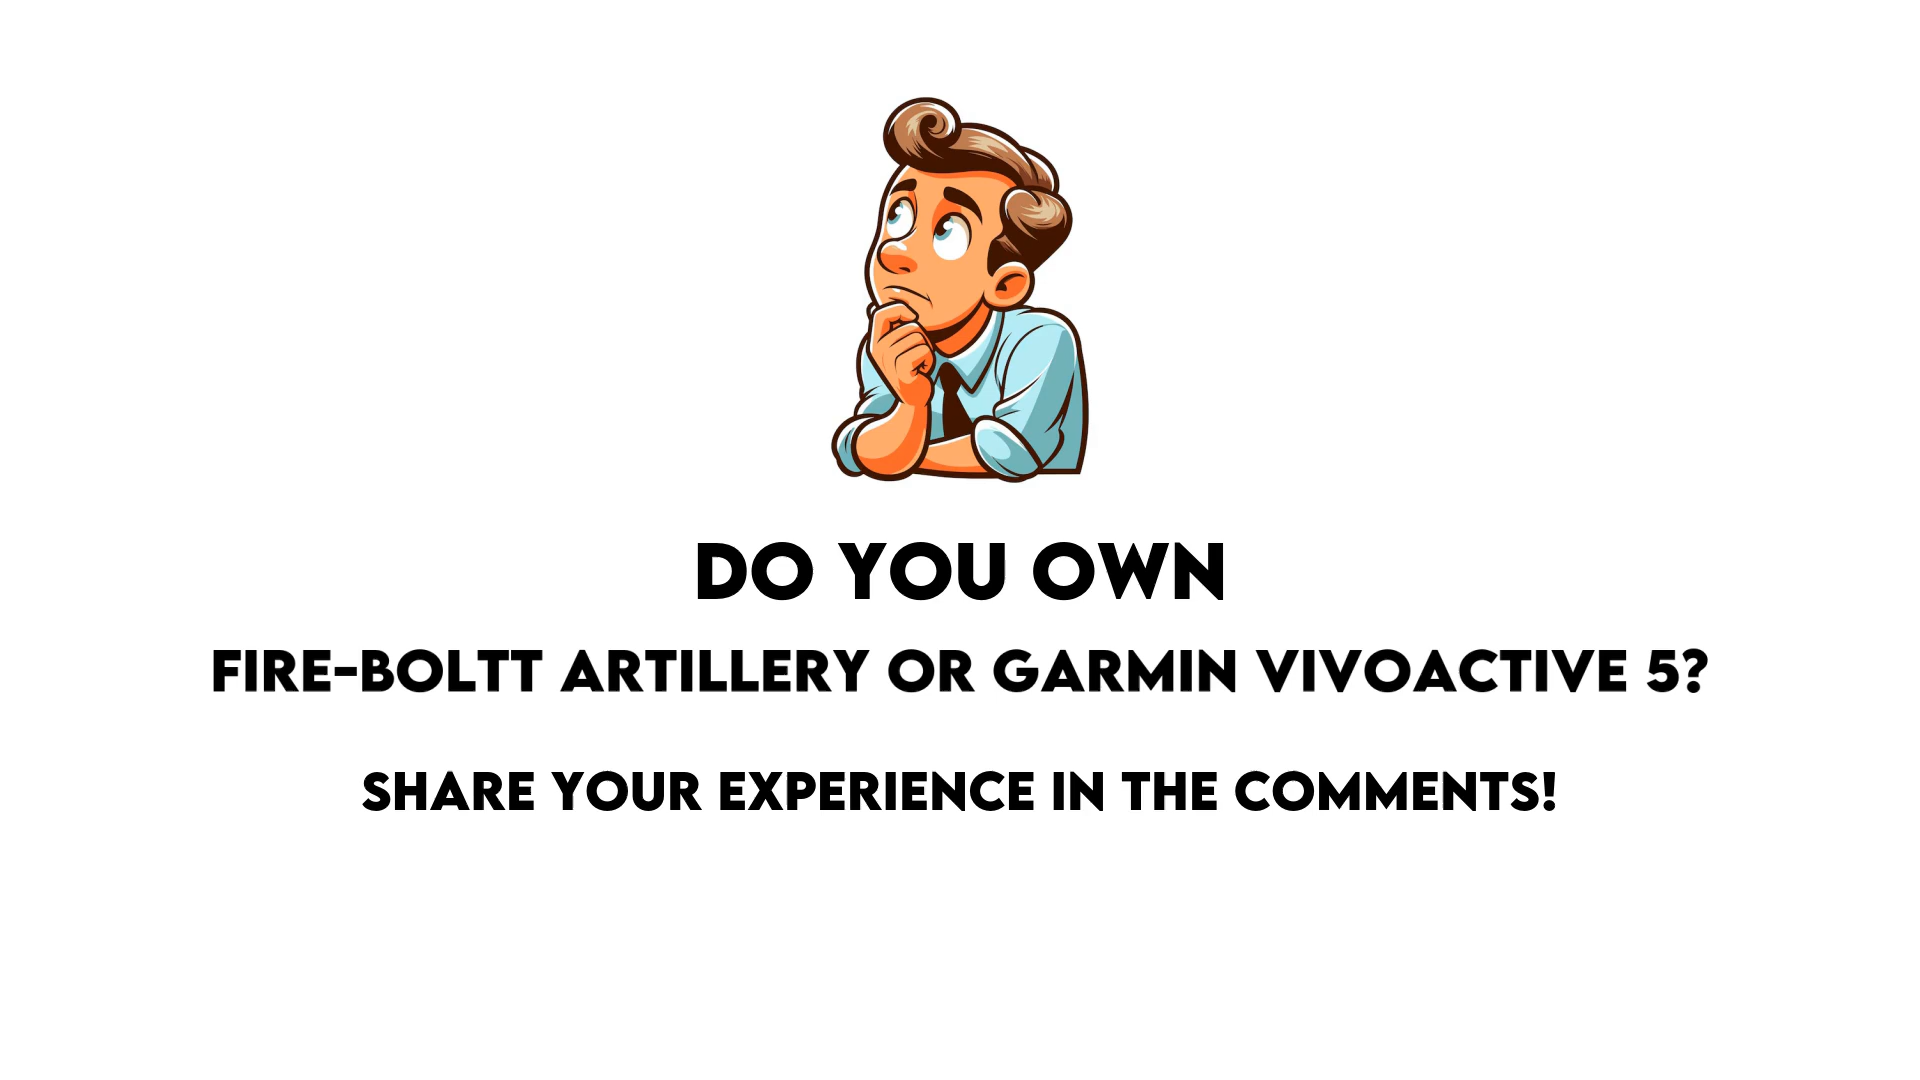 DO YOU OWN
FIRE-BOLTT ARTILLERY OR GARMIN VIVOACTIVE 5?
SHARE YOUR EXPERIENCE IN THE COMMENTS!